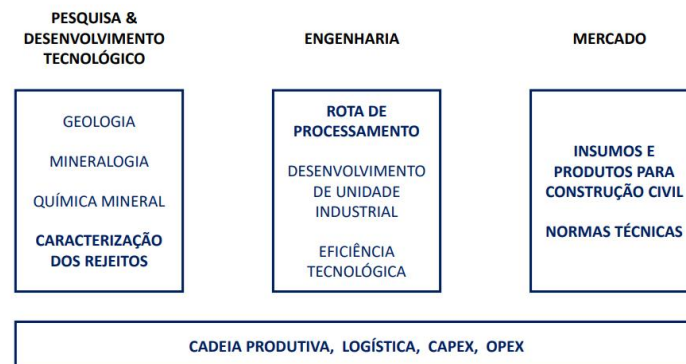 PESQUISA &
DESENVOLVIMENTO
TECNOLÓGICO
ENGENHARIA
MERCADO
GEOLOGIA
MINERALOGIA
QUÍMICA MINERAL
CARACTERIZAÇÃO
DOS REJEITOS
ROTA DE
PROCESSAMENTO
DESENVOLVIMENTO
DE UNIDADE
INDUSTRIAL
EFICIÊNCIA
TECNOLÓGICA
INSUMOS E
PRODUTOS PARA
CONSTRUÇÃO CIVIL
NORMAS TÉCNICAS
CADEIA PRODUTIVA, LOGÍSTICA, CAPEX, OPEX